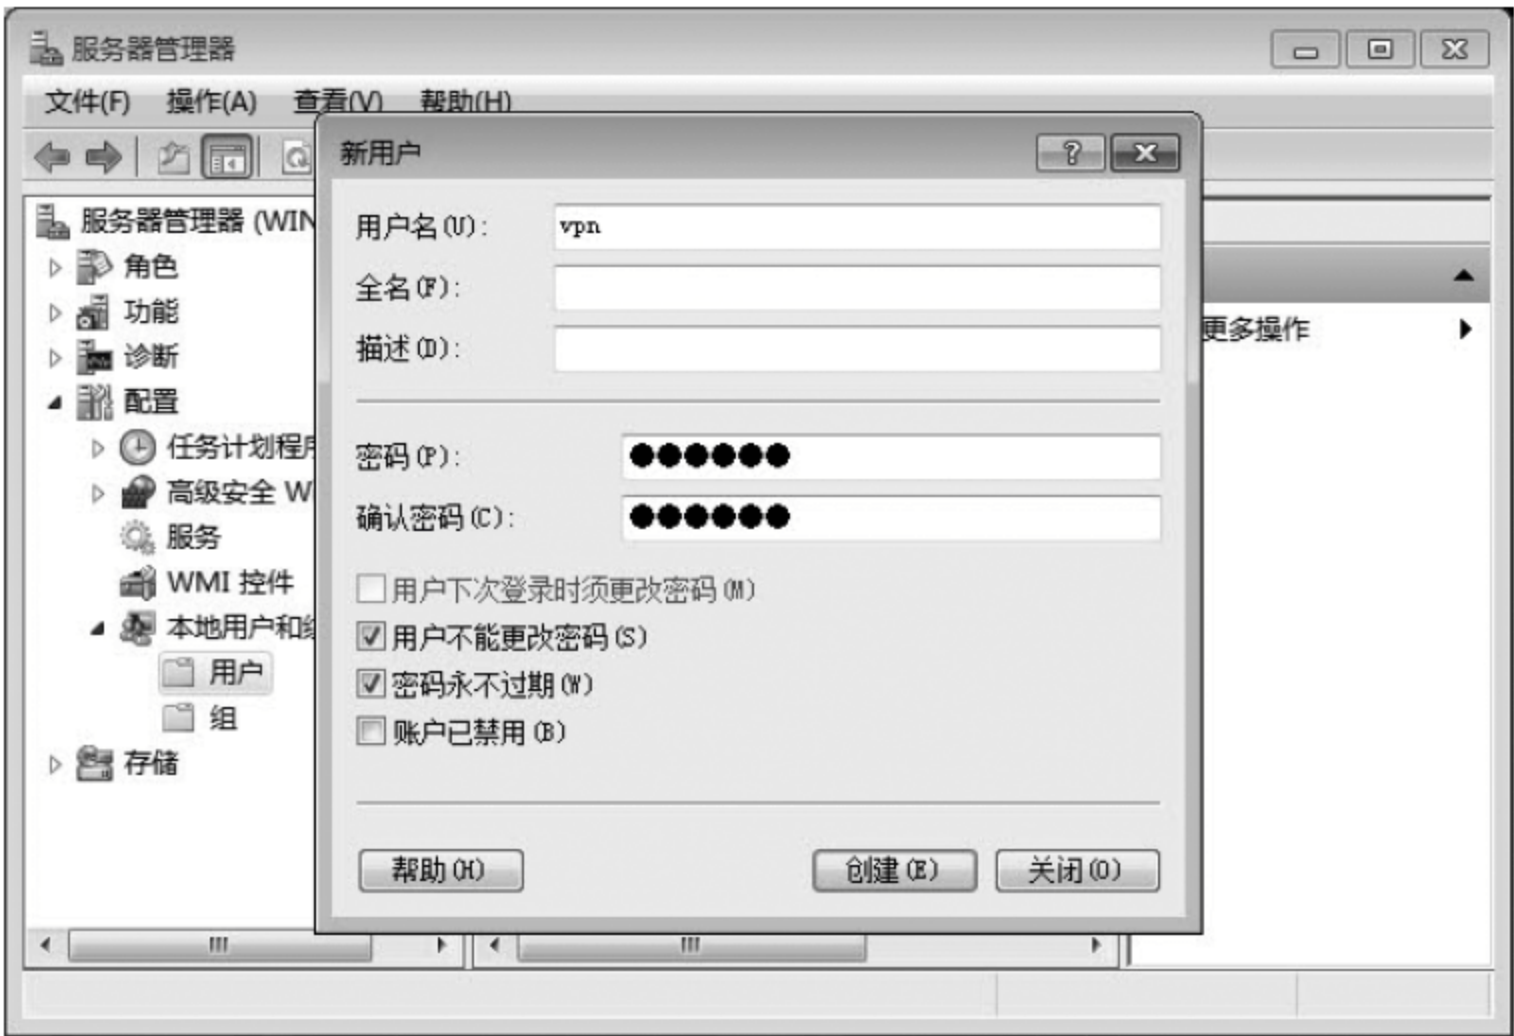 服务器管理器
文件(F) 操作(A) 查看(V) 帮助(H)
服务器管理器 (WIN
角色
功能
诊断
配置
任务计划程序
高级安全 W
服务
WMI 控件
本地用户和组
用户
组
存储
新用户
用户名(U):
vpn
全名(F):
描述(D):
密码(P):
●●●●●●
确认密码(C):
●●●●●●
用户下次登录时须更改密码(M)
用户不能更改密码(S)
密码永不过期(W)
账户已禁用(B)
帮助(H)
创建(E)
关闭(O)
更多操作